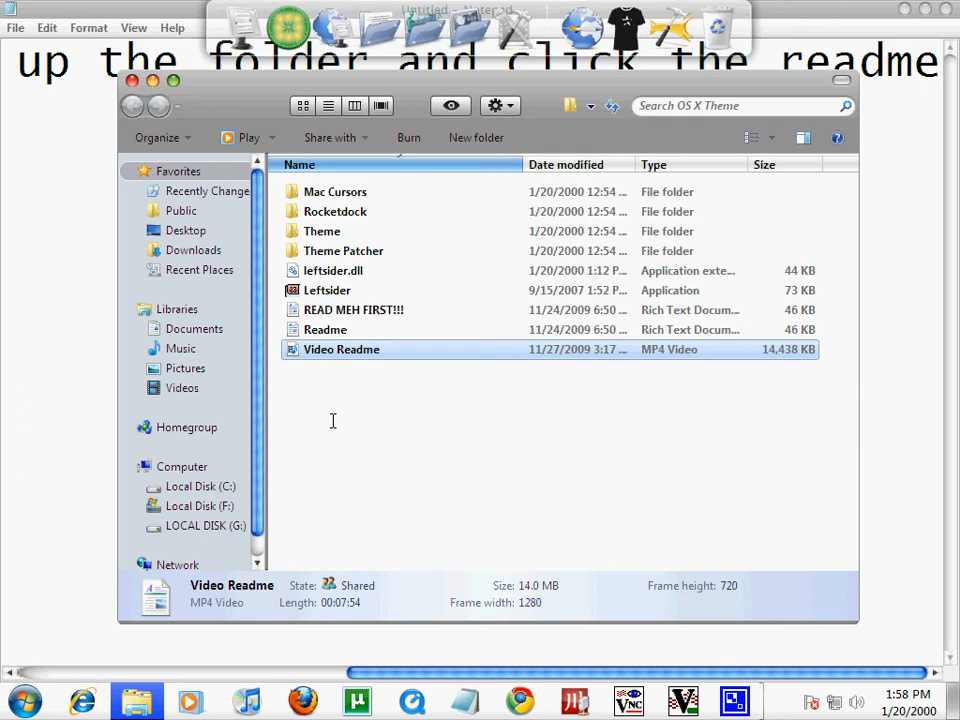 Untitled - Notepad
File Edit Format View Help
up the folder and click the readme
Search OS X Theme
Organize Play Share with Burn New folder
Name Date modified Type Size
Favorites
Recently Change
Public
Desktop
Downloads
Recent Places
Libraries
Documents
Music
Pictures
Videos
Homegroup
Computer
Local Disk (C:)
Local Disk (F:)
LOCAL DISK (G:)
Network
Mac Cursors 1/20/2000 12:54 ... File folder
Rocketdock 1/20/2000 12:54 ... File folder
Theme 1/20/2000 12:54 ... File folder
Theme Patcher 1/20/2000 12:54 ... File folder
leftsider.dll 1/20/2000 1:12 P... Application exte... 44 KB
Leftsider 9/15/2007 1:52 P... Application 73 KB
READ MEH FIRST!!! 11/24/2009 6:50 ... Rich Text Docum... 46 KB
Readme 11/24/2009 6:50 ... Rich Text Docum... 46 KB
Video Readme 11/27/2009 3:17 ... MP4 Video 14,438 KB
Video Readme State: Shared Size: 14.0 MB Frame height: 720
MP4 Video Length: 00:07:54 Frame width: 1280
VNC
1:58 PM
1/20/2000